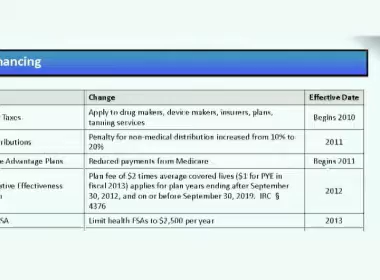 nancing
Change
Effective Date
Taxes
Apply to drug makers, device makers, insurers, plans,
tanning services
Begins 2010
ributions
Penalty for non-medical distribution increased from 10% to
20%
2011
e Advantage Plans
Reduced payments from Medicare
Begins 2011
ative Effectiveness
Plan fee of $2 times average covered lives ($1 for PYE in
fiscal 2013) applies for plan years ending after September
30, 2012, and on or before September 30, 2019. IRC §
4376
2012
SA
Limit health FSAs to $2,500 per year
2013